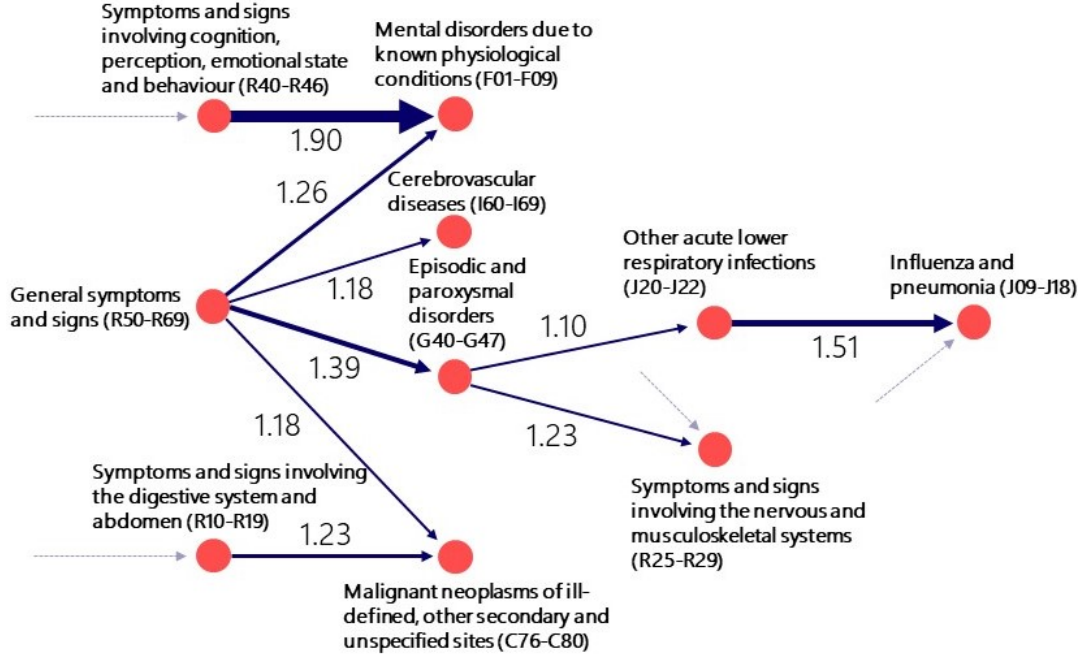 Symptoms and signs
involving cognition,
perception, emotional state
and behaviour (R40-R46)
Mental disorders due to
known physiological
conditions (F01-F09)
1.90
1.26
Cerebrovascular
diseases (I60-I69)
1.18
General symptoms
and signs (R50-R69)
Episodic and
paroxysmal
disorders
(G40-G47)
1.39
Other acute lower
respiratory infections
(J20-J22)
1.10
Influenza and
pneumonia (J09-J18)
1.51
1.23
1.18
Symptoms and signs involving
the digestive system and
abdomen (R10-R19)
1.23
Symptoms and signs
involving the nervous and
musculoskeletal systems
(R25-R29)
Malignant neoplasms of ill-
defined, other secondary and
unspecified sites (C76-C80)